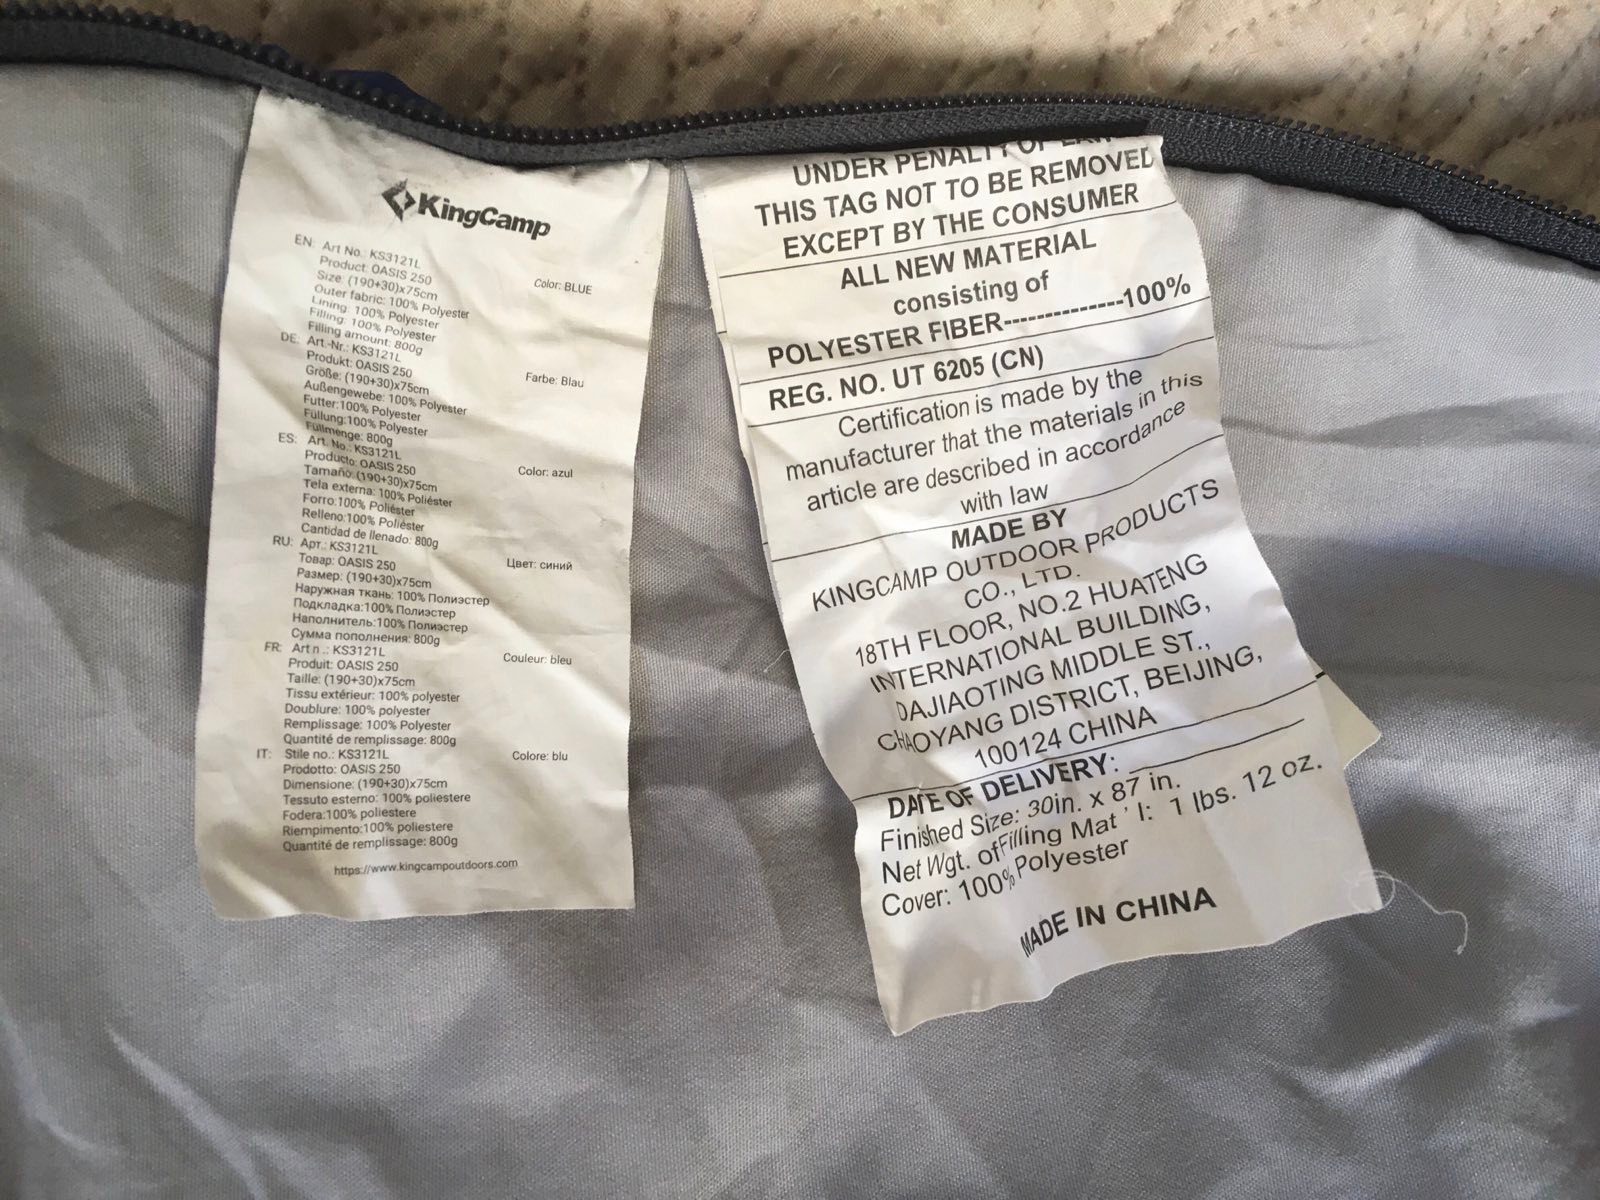 KingCamp
EN: Art No.: KS3121L
Product: OASIS 250 Color: BLUE
Size: (190+30)x75cm
Outer fabric: 100% Polyester
Lining: 100% Polyester
Filling: 100% Polyester
Filling amount: 800g
DE: Art.-Nr.: KS3121L
Produkt: OASIS 250 Farbe: Blau
Größe: (190+30)x75cm
Außengewebe: 100% Polyester
Futter:100% Polyester
Füllung:100% Polyester
Füllmenge: 800g
ES: Art. No.: KS3121L
Producto: OASIS 250 Color: azul
Tamaño: (190+30)x75cm
Tela externa: 100% Poliéster
Forro:100% Poliéster
Relleno:100% Poliéster
Cantidad de llenado: 800g
RU: Арт.: KS3121L
Товар: OASIS 250 Цвет: синий
Размер: (190+30)x75cm
Наружная ткань: 100% Полиэстер
Подкладка:100% Полиэстер
Наполнитель:100% Полиэстер
Сумма пополнения: 800g
FR: Art n .: KS3121L
Produit: OASIS 250 Couleur: bleu
Taille: (190+30)x75cm
Tissu extérieur: 100% polyester
Doublure: 100% polyester
Remplissage: 100% Polyester
Quantité de remplissage: 800g
IT: Stile no.: KS3121L
Prodotto: OASIS 250 Colore: blu
Dimensione: (190+30)x75cm
Tessuto esterno: 100% poliestere
Fodera:100% poliestere
Riempimento:100% poliestere
Quantité de remplissage: 800g
https://www.kingcampoutdoors.com
UNDER PENALTY OF LAW
THIS TAG NOT TO BE REMOVED
EXCEPT BY THE CONSUMER
ALL NEW MATERIAL
consisting of
POLYESTER FIBER--------------100%
REG. NO. UT 6205 (CN)
Certification is made by the
manufacturer that the materials in this
article are described in accordance
with law
MADE BY
KINGCAMP OUTDOOR PRODUCTS
CO., LTD.
18TH FLOOR, NO.2 HUATENG
INTERNATIONAL BUILDING,
DAJIAOTING MIDDLE ST.,
CHAOYANG DISTRICT, BEIJING,
100124 CHINA
DATE OF DELIVERY:
Finished Size: 30in. x 87 in.
Net Wgt. of Filling Mat'l: 1 lbs. 12 oz.
Cover: 100% Polyester
MADE IN CHINA